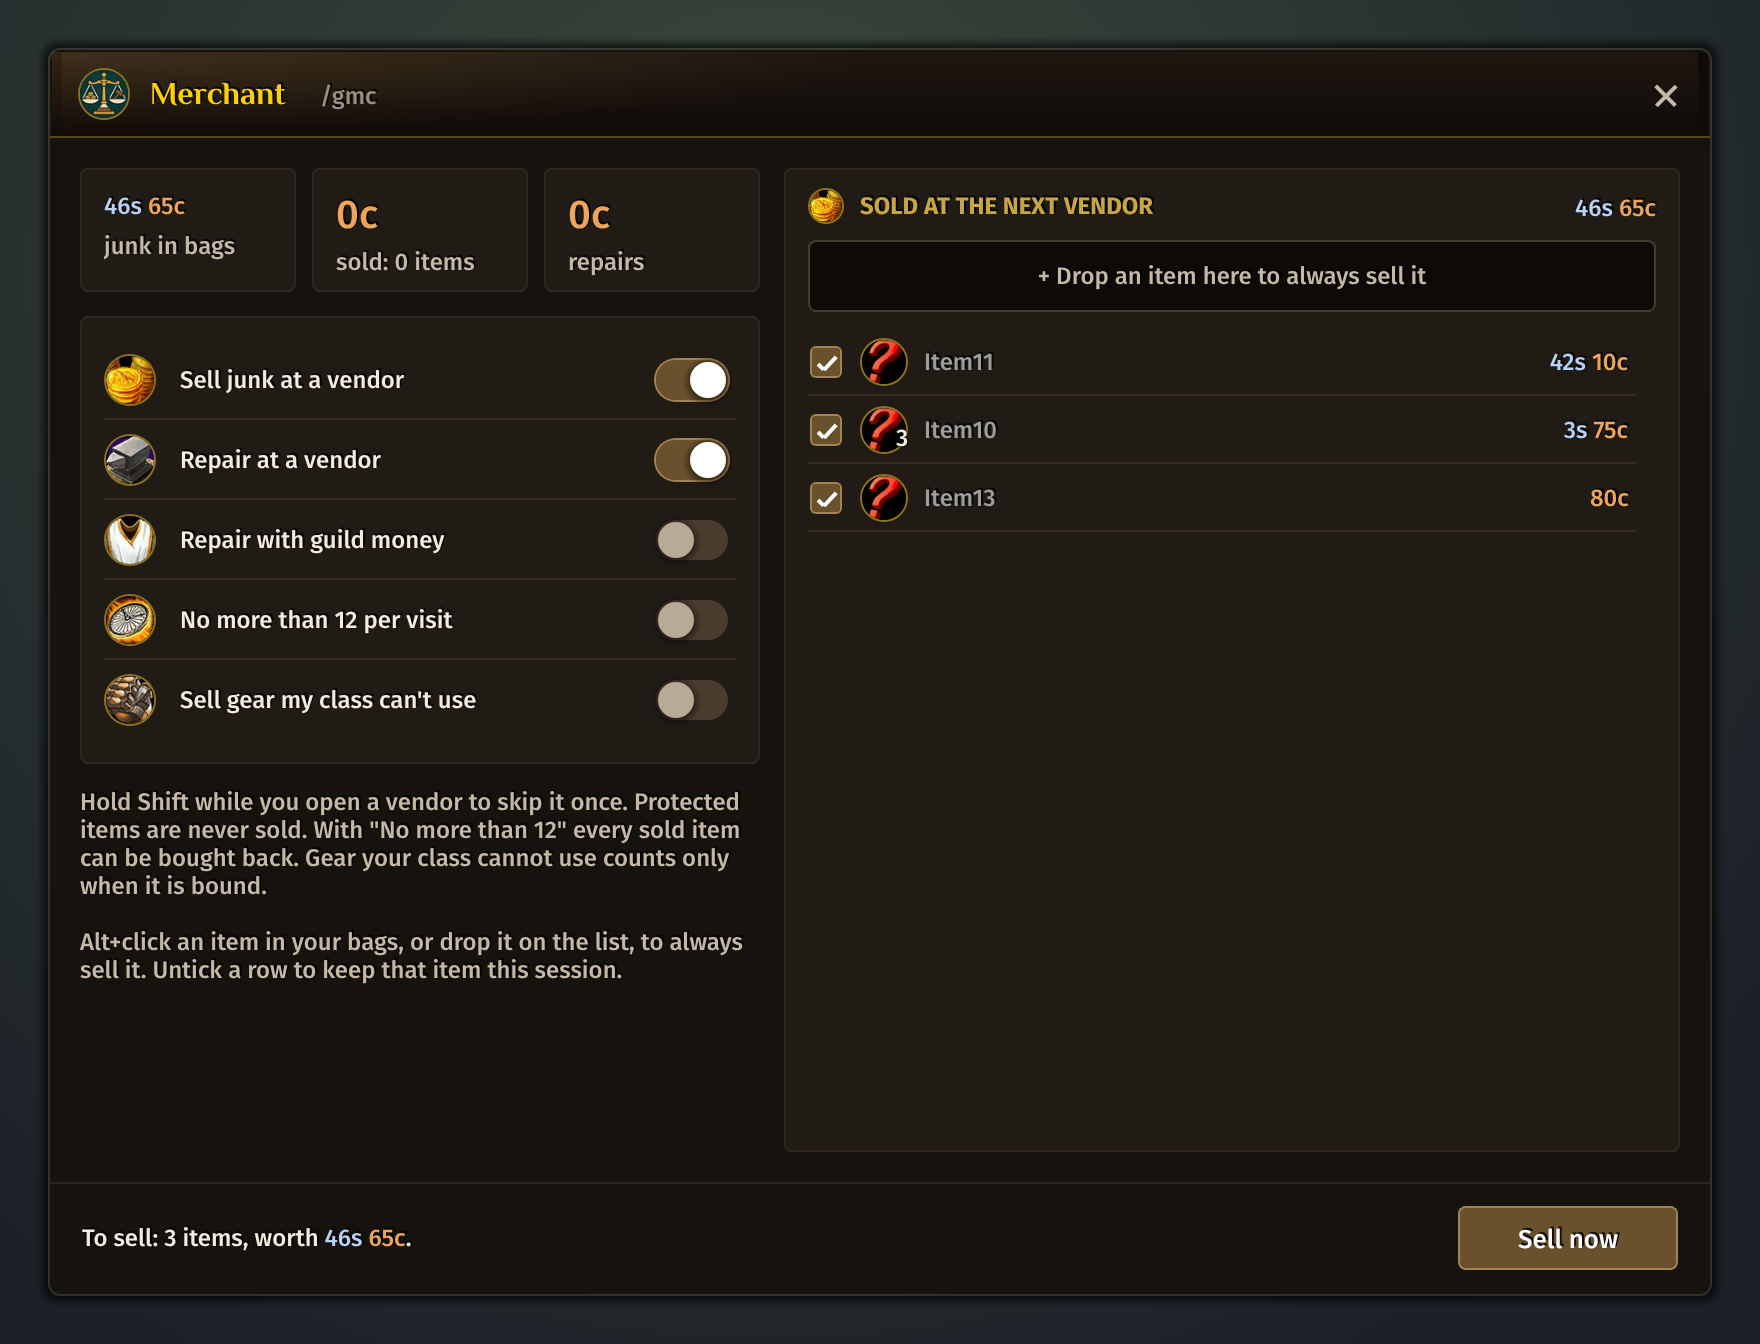 Merchant /gmc
46s 65c
junk in bags
0c
sold: 0 items
0c
repairs
Sell junk at a vendor
Repair at a vendor
Repair with guild money
No more than 12 per visit
Sell gear my class can't use
Hold Shift while you open a vendor to skip it once. Protected
items are never sold. With "No more than 12" every sold item
can be bought back. Gear your class cannot use counts only
when it is bound.
Alt+click an item in your bags, or drop it on the list, to always
sell it. Untick a row to keep that item this session.
SOLD AT THE NEXT VENDOR 46s 65c
+ Drop an item here to always sell it
Item11 42s 10c
3 Item10 3s 75c
Item13 80c
To sell: 3 items, worth 46s 65c.
Sell now